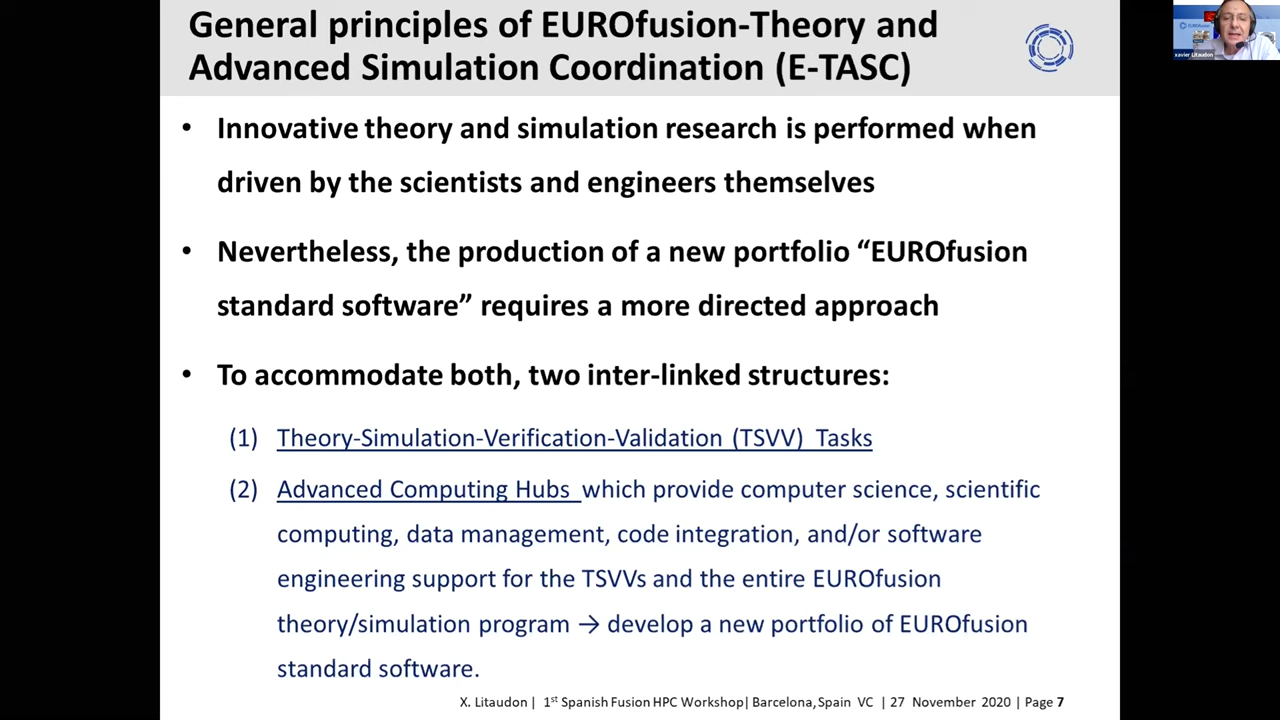 General principles of EUROfusion-Theory and
Advanced Simulation Coordination (E-TASC)
• Innovative theory and simulation research is performed when
driven by the scientists and engineers themselves
• Nevertheless, the production of a new portfolio “EUROfusion
standard software” requires a more directed approach
• To accommodate both, two inter-linked structures:
(1) Theory-Simulation-Verification-Validation (TSVV) Tasks
(2) Advanced Computing Hubs which provide computer science, scientific
computing, data management, code integration, and/or software
engineering support for the TSVVs and the entire EUROfusion
theory/simulation program → develop a new portfolio of EUROfusion
standard software.
X. Litaudon | 1st Spanish Fusion HPC Workshop| Barcelona, Spain VC | 27 November 2020 | Page 7
xavier Litaudon